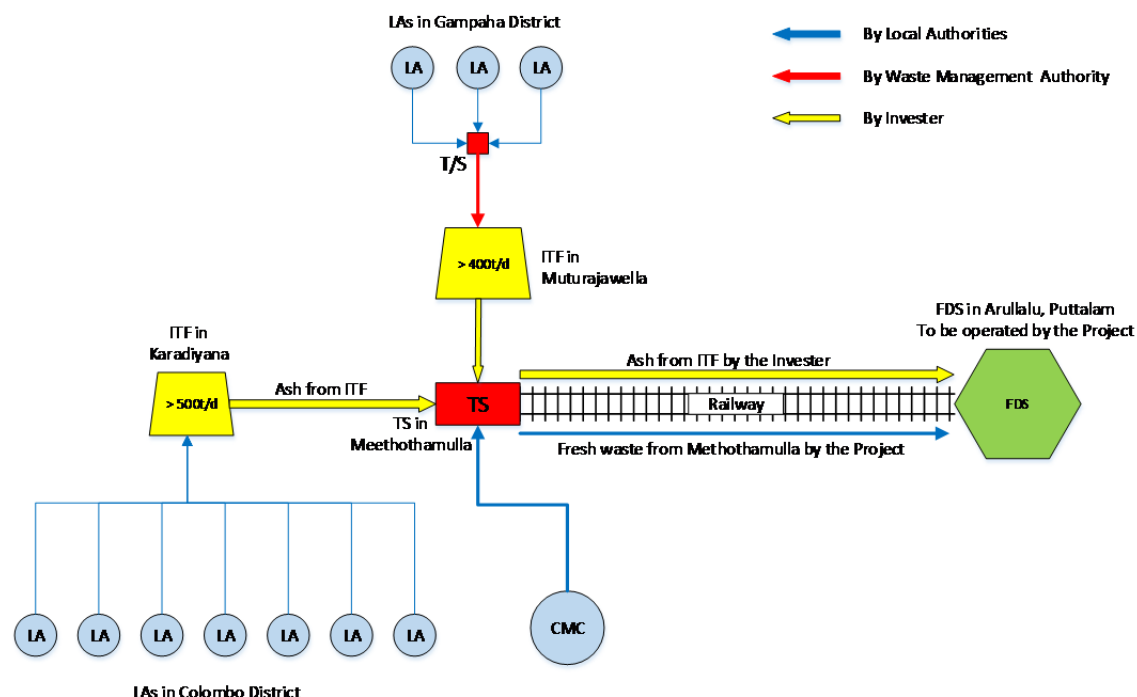 LAs in Gampaha District
LA
LA
LA
T/S
By Local Authorities
By Waste Management Authority
By Invester
> 400t/d
ITF in
Muturajawella
FDS in Arullalu, Puttalam
To be operated by the Project
ITF in
Karadiyana
> 500t/d
Ash from ITF
TS
TS in
Meethothamulla
Ash from ITF by the Invester
Railway
Fresh waste from Methothamulla by the Project
FDS
LA
LA
LA
LA
LA
LA
LA
CMC
LAs in Colombo District